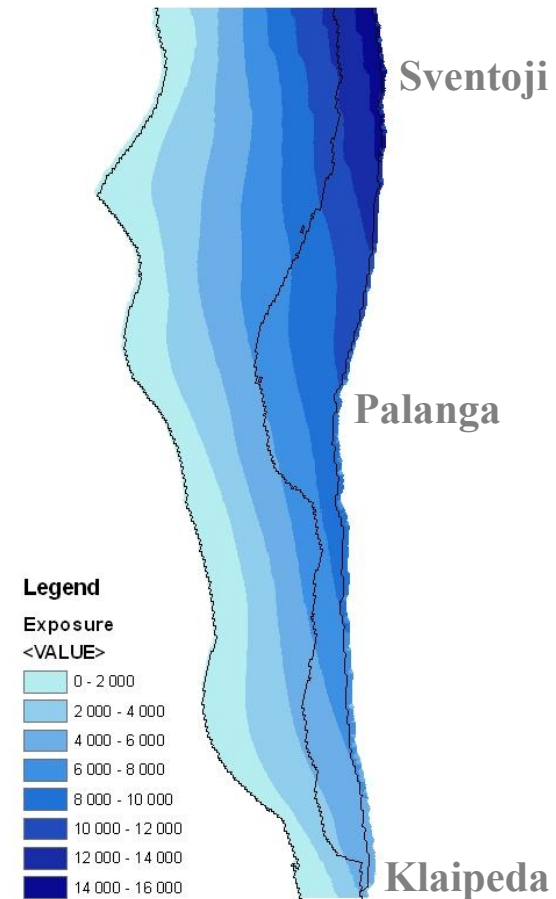 Sventoji
Palanga
Legend
Exposure
<VALUE>
0 - 2 000
2 000 - 4 000
4 000 - 6 000
6 000 - 8 000
8 000 - 10 000
10 000 - 12 000
12 000 - 14 000
14 000 - 16 000
Klaipeda